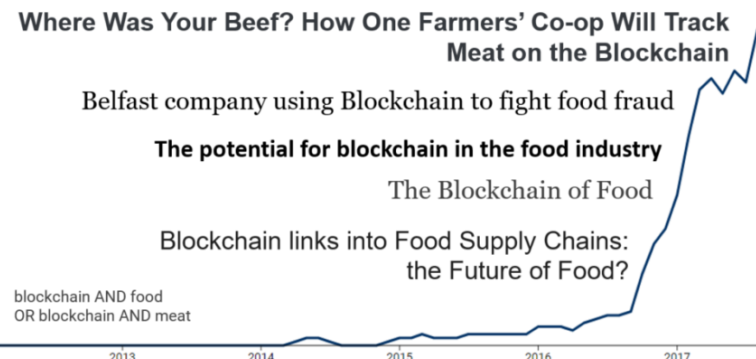 Where Was Your Beef? How One Farmers’ Co-op Will Track
Meat on the Blockchain
Belfast company using Blockchain to fight food fraud
The potential for blockchain in the food industry
The Blockchain of Food
Blockchain links into Food Supply Chains:
the Future of Food?
blockchain AND food
OR blockchain AND meat
2013 2014 2015 2016 2017